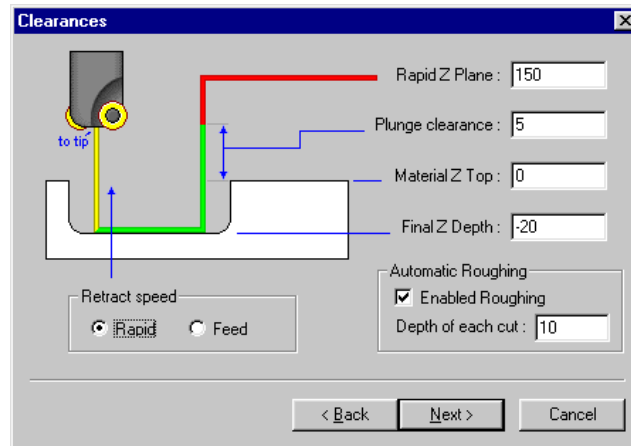 Clearances
Rapid Z Plane : 150
to tip
Plunge clearance : 5
Material Z Top : 0
Final Z Depth : -20
Automatic Roughing
Enabled Roughing
Depth of each cut : 10
Retract speed
Rapid Feed
< Back Next > Cancel